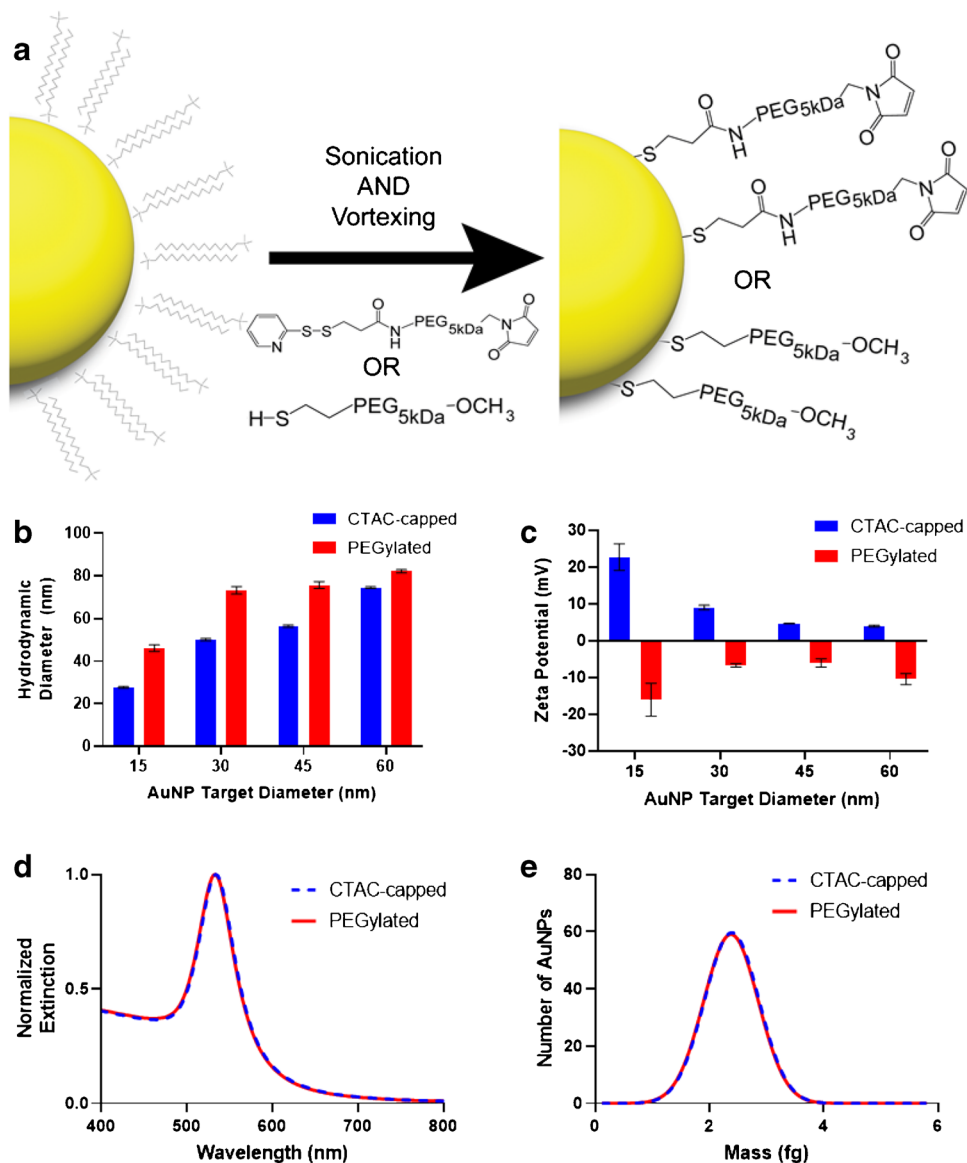 a
Sonication
AND
Vortexing
N
S–S
O
N
H
PEG5kDa
N
O
O
OR
H–S
PEG5kDa–OCH3
S
O
N
H
PEG5kDa
N
O
O
S
O
N
H
PEG5kDa
N
O
O
OR
S
PEG5kDa–OCH3
S
PEG5kDa–OCH3
b
CTAC-capped
PEGylated
Hydrodynamic
Diameter (nm)
100
80
60
40
20
0
15 30 45 60
AuNP Target Diameter (nm)
c
CTAC-capped
PEGylated
Zeta Potential (mV)
30
20
10
0
-10
-20
-30
15 30 45 60
AuNP Target Diameter (nm)
d
CTAC-capped
PEGylated
Normalized
Extinction
1.0
0.5
0.0
400 500 600 700 800
Wavelength (nm)
e
CTAC-capped
PEGylated
Number of AuNPs
80
60
40
20
0
0 2 4 6
Mass (fg)